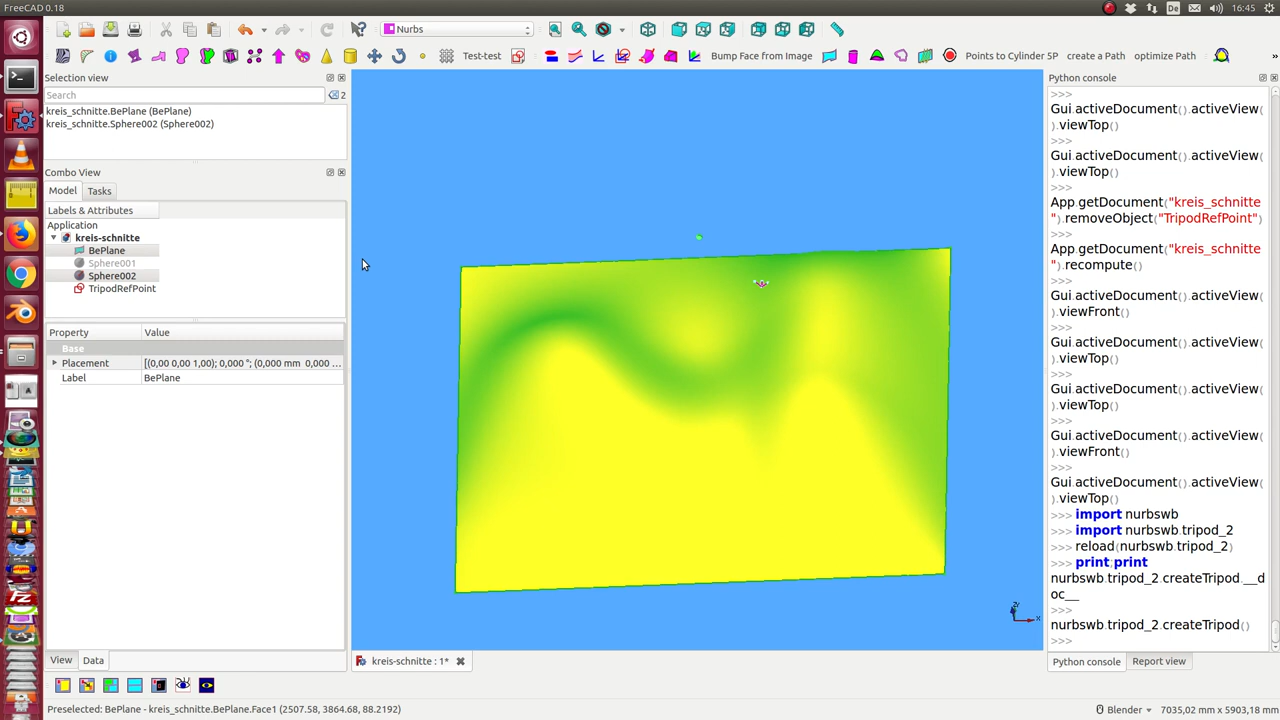 FreeCAD 0.18
De
16:45
Nurbs
Test-test
Bump Face from Image
Points to Cylinder 5P
create a Path
optimize Path
»
Selection view
Search
2
kreis_schnitte.BePlane (BePlane)
kreis_schnitte.Sphere002 (Sphere002)
Combo View
Model
Tasks
Labels & Attributes
Application
kreis-schnitte
BePlane
Sphere001
Sphere002
TripodRefPoint
Property
Value
Base
Placement
[(0,00 0,00 1,00); 0,000 °; (0,000 mm 0,000 ...
Label
BePlane
View
Data
kreis-schnitte : 1*
x
Python console
>>>
Gui.activeDocument().activeView(
).viewTop()
>>>
Gui.activeDocument().activeView(
).viewTop()
>>>
App.getDocument("kreis_schnitte
").removeObject("TripodRefPoint")
>>>
App.getDocument("kreis_schnitte
").recompute()
>>>
Gui.activeDocument().activeView(
).viewFront()
>>>
Gui.activeDocument().activeView(
).viewTop()
>>>
Gui.activeDocument().activeView(
).viewTop()
>>>
Gui.activeDocument().activeView(
).viewFront()
>>>
Gui.activeDocument().activeView(
).viewTop()
>>> import nurbswb
>>> import nurbswb.tripod_2
>>> reload(nurbswb.tripod_2)
>>> print;print
nurbswb.tripod_2.createTripod.__d
oc__
>>>
nurbswb.tripod_2.createTripod()
>>>
Python console
Report view
Preselected: BePlane - kreis_schnitte.BePlane.Face1 (2507.58, 3864.68, 88.2192)
Blender
7035,02 mm x 5903,18 mm